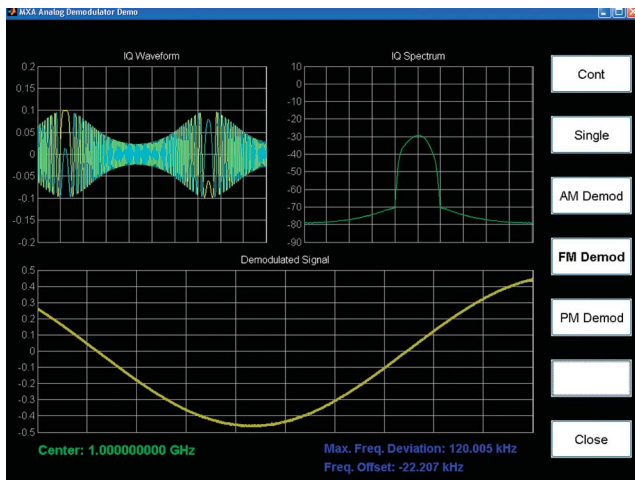 MXA Analog Demodulator Demo
IQ Waveform
0.2
0.15
0.1
0.05
0
-0.05
-0.1
-0.15
-0.2
IQ Spectrum
10
0
-10
-20
-30
-40
-50
-60
-70
-80
-90
Demodulated Signal
0.5
0.4
0.3
0.2
0.1
0
-0.1
-0.2
-0.3
-0.4
-0.5
Center: 1.000000000 GHz
Max. Freq. Deviation: 120.005 kHz
Freq. Offset: -22.207 kHz
Cont
Single
AM Demod
FM Demod
PM Demod
Close